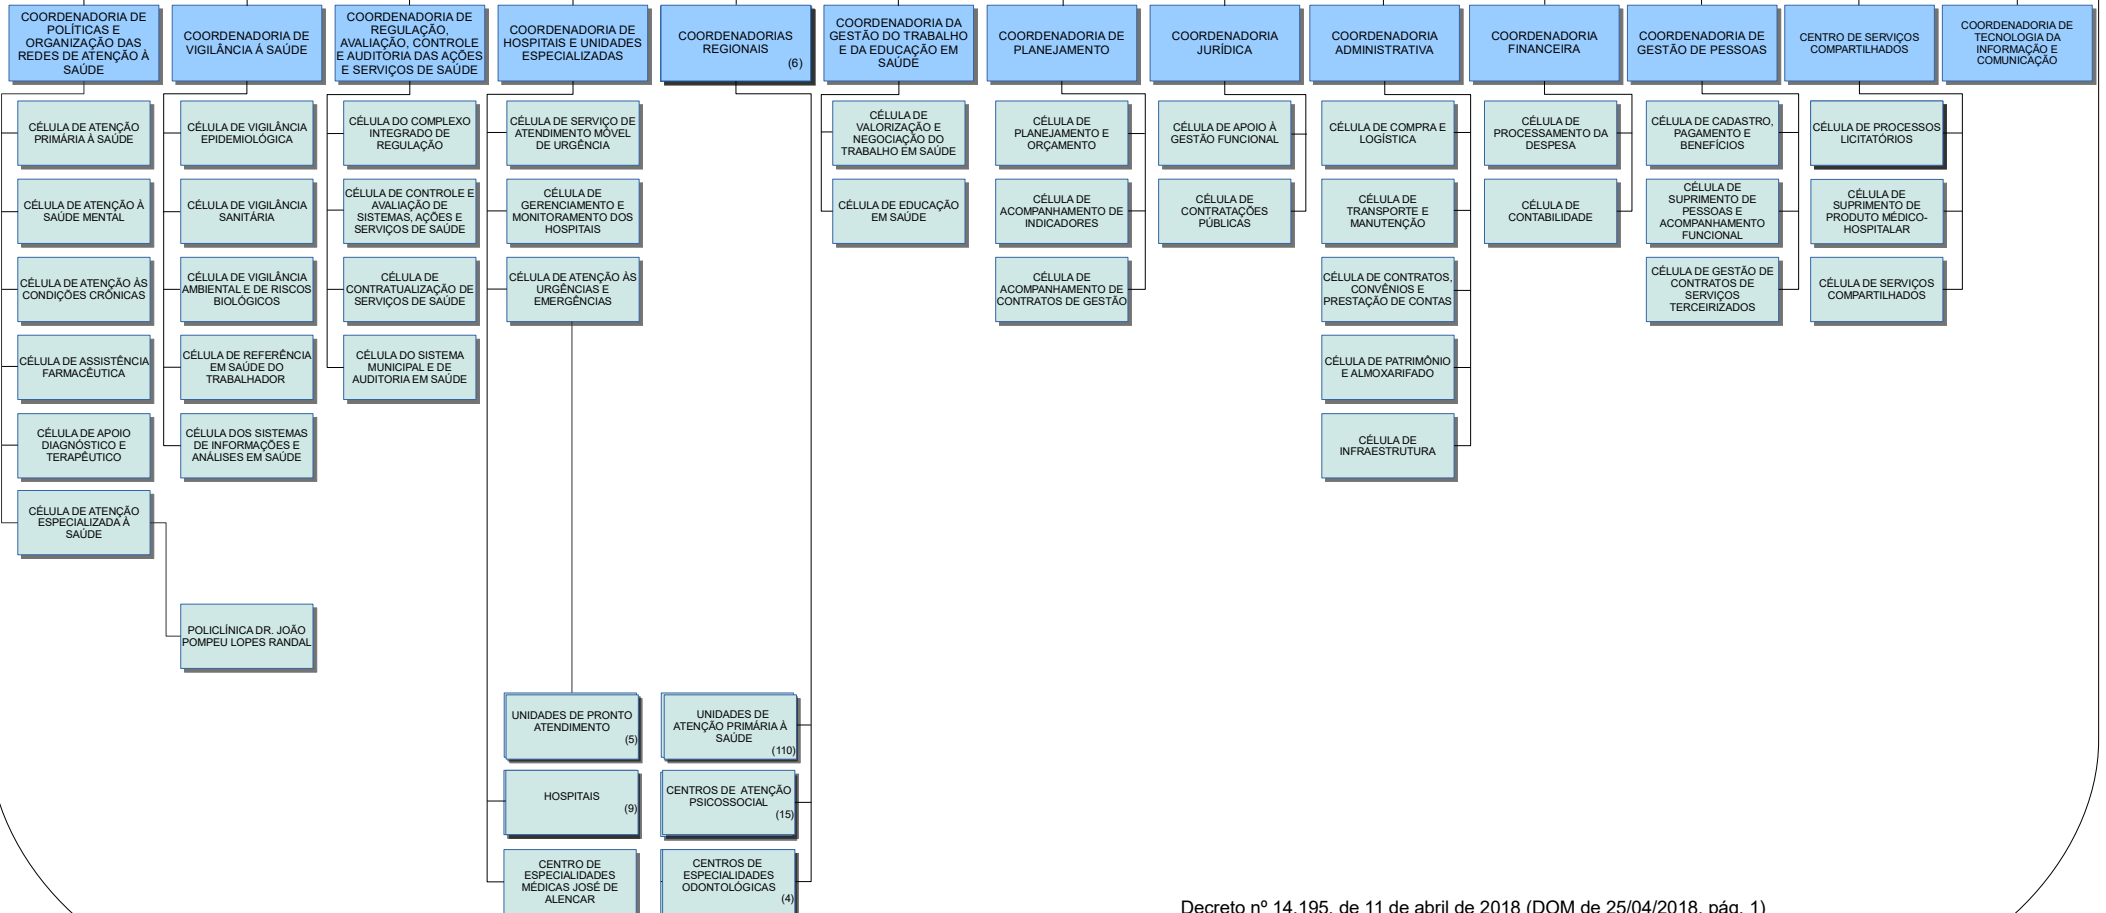 COORDENADORIA DE
POLÍTICAS E
ORGANIZAÇÃO DAS
REDES DE ATENÇÃO À
SAÚDE
COORDENADORIA DE
VIGILÂNCIA Á SAÚDE
COORDENADORIA DE
REGULAÇÃO,
AVALIAÇÃO, CONTROLE
E AUDITORIA DAS AÇÕES
E SERVIÇOS DE SAÚDE
COORDENADORIA DE
HOSPITAIS E UNIDADES
ESPECIALIZADAS
COORDENADORIAS
REGIONAIS
(6)
COORDENADORIA DA
GESTÃO DO TRABALHO
E DA EDUCAÇÃO EM
SAÚDE
COORDENADORIA DE
PLANEJAMENTO
COORDENADORIA
JURÍDICA
COORDENADORIA
ADMINISTRATIVA
COORDENADORIA
FINANCEIRA
COORDENADORIA DE
GESTÃO DE PESSOAS
CENTRO DE SERVIÇOS
COMPARTILHADOS
COORDENADORIA DE
TECNOLOGIA DA
INFORMAÇÃO E
COMUNICAÇÃO
CÉLULA DE ATENÇÃO
PRIMÁRIA À SAÚDE
CÉLULA DE VIGILÂNCIA
EPIDEMIOLÓGICA
CÉLULA DO COMPLEXO
INTEGRADO DE
REGULAÇÃO
CÉLULA DE SERVIÇO DE
ATENDIMENTO MÓVEL
DE URGÊNCIA
CÉLULA DE
VALORIZAÇÃO E
NEGOCIAÇÃO DO
TRABALHO EM SAÚDE
CÉLULA DE
PLANEJAMENTO E
ORÇAMENTO
CÉLULA DE APOIO À
GESTÃO FUNCIONAL
CÉLULA DE COMPRA E
LOGÍSTICA
CÉLULA DE
PROCESSAMENTO DA
DESPESA
CÉLULA DE CADASTRO,
PAGAMENTO E
BENEFÍCIOS
CÉLULA DE PROCESSOS
LICITATÓRIOS
CÉLULA DE ATENÇÃO À
SAÚDE MENTAL
CÉLULA DE VIGILÂNCIA
SANITÁRIA
CÉLULA DE CONTROLE E
AVALIAÇÃO DE
SISTEMAS, AÇÕES E
SERVIÇOS DE SAÚDE
CÉLULA DE
GERENCIAMENTO E
MONITORAMENTO DOS
HOSPITAIS
CÉLULA DE EDUCAÇÃO
EM SAÚDE
CÉLULA DE
ACOMPANHAMENTO DE
INDICADORES
CÉLULA DE
CONTRATAÇÕES
PÚBLICAS
CÉLULA DE
TRANSPORTE E
MANUTENÇÃO
CÉLULA DE
CONTABILIDADE
CÉLULA DE
SUPRIMENTO DE
PESSOAS E
ACOMPANHAMENTO
FUNCIONAL
CÉLULA DE
SUPRIMENTO DE
PRODUTO MÉDICO-
HOSPITALAR
CÉLULA DE ATENÇÃO ÀS
CONDIÇÕES CRÔNICAS
CÉLULA DE VIGILÂNCIA
AMBIENTAL E DE RISCOS
BIOLÓGICOS
CÉLULA DE
CONTRATUALIZAÇÃO DE
SERVIÇOS DE SAÚDE
CÉLULA DE ATENÇÃO ÀS
URGÊNCIAS E
EMERGÊNCIAS
CÉLULA DE
ACOMPANHAMENTO DE
CONTRATOS DE GESTÃO
CÉLULA DE CONTRATOS,
CONVÊNIOS E
PRESTAÇÃO DE CONTAS
CÉLULA DE GESTÃO DE
CONTRATOS DE
SERVIÇOS
TERCEIRIZADOS
CÉLULA DE SERVIÇOS
COMPARTILHADOS
CÉLULA DE ASSISTÊNCIA
FARMACÊUTICA
CÉLULA DE REFERÊNCIA
EM SAÚDE DO
TRABALHADOR
CÉLULA DO SISTEMA
MUNICIPAL E DE
AUDITORIA EM SAÚDE
CÉLULA DE PATRIMÔNIO
E ALMOXARIFADO
CÉLULA DE APOIO
DIAGNÓSTICO E
TERAPÊUTICO
CÉLULA DOS SISTEMAS
DE INFORMAÇÕES E
ANÁLISES EM SAÚDE
CÉLULA DE
INFRAESTRUTURA
CÉLULA DE ATENÇÃO
ESPECIALIZADA À
SAÚDE
POLICLÍNICA DR. JOÃO
POMPEU LOPES RANDAL
UNIDADES DE PRONTO
ATENDIMENTO
(5)
UNIDADES DE
ATENÇÃO PRIMÁRIA À
SAÚDE
(110)
HOSPITAIS
(9)
CENTROS DE ATENÇÃO
PSICOSSOCIAL
(15)
CENTRO DE
ESPECIALIDADES
MÉDICAS JOSÉ DE
ALENCAR
CENTROS DE
ESPECIALIDADES
ODONTOLÓGICAS
(4)
Decreto nº 14.195, de 11 de abril de 2018 (DOM de 25/04/2018, pág. 1)